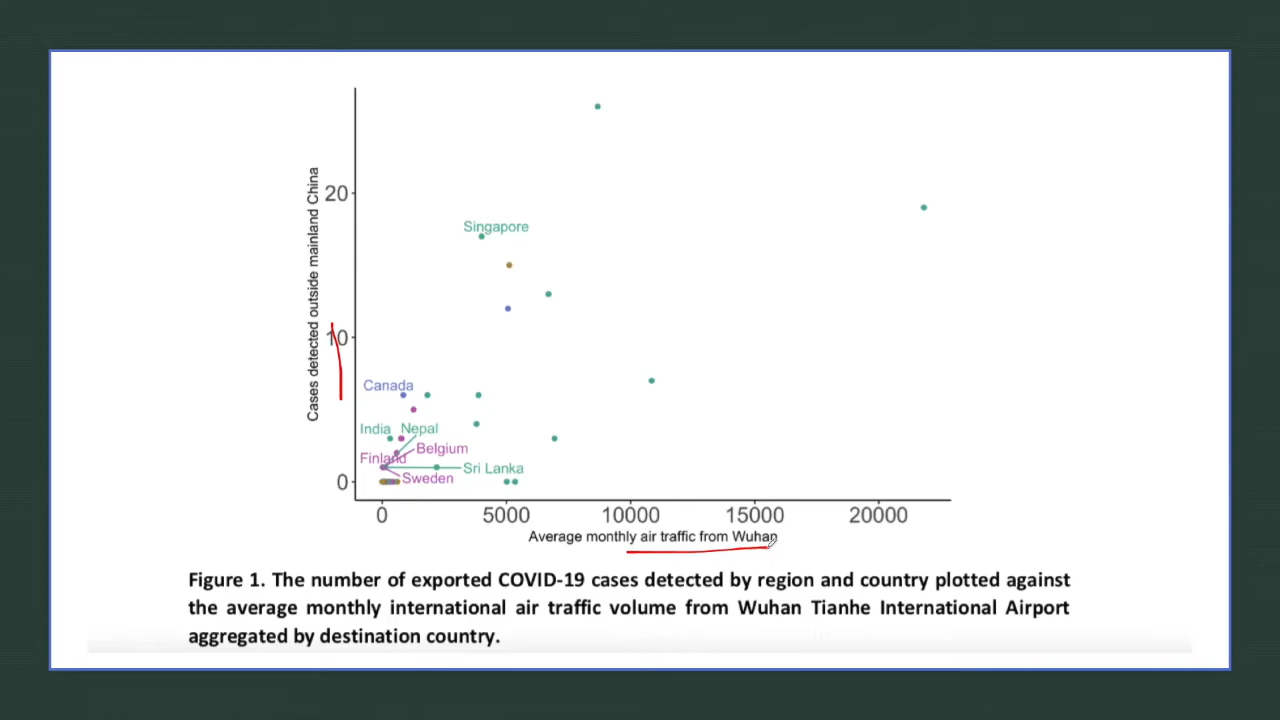 Cases detected outside mainland China
20
10
0
Singapore
Canada
India Nepal
Belgium
Finland
Sri Lanka
Sweden
0 5000 10000 15000 20000
Average monthly air traffic from Wuhan
Figure 1. The number of exported COVID-19 cases detected by region and country plotted against
the average monthly international air traffic volume from Wuhan Tianhe International Airport
aggregated by destination country.